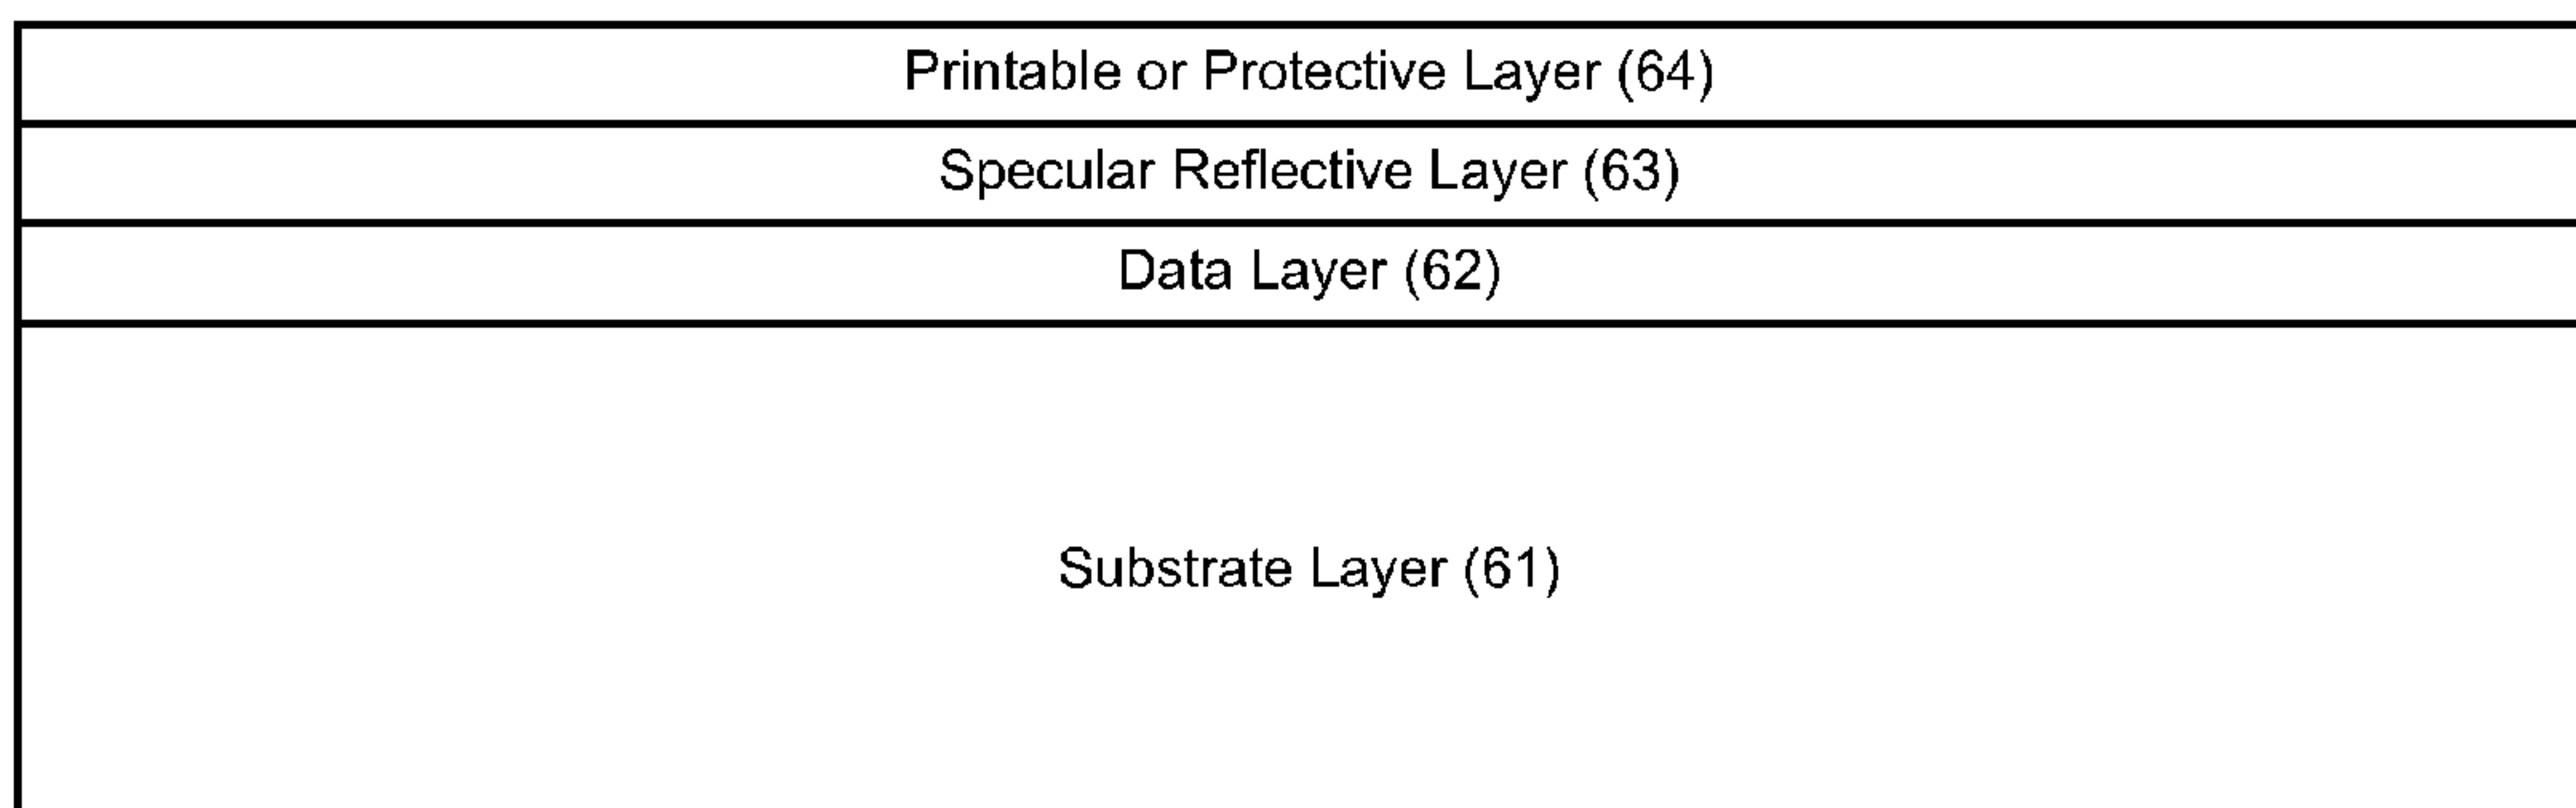 Printable or Protective Layer (64)
Specular Reflective Layer (63)
Data Layer (62)
Substrate Layer (61)